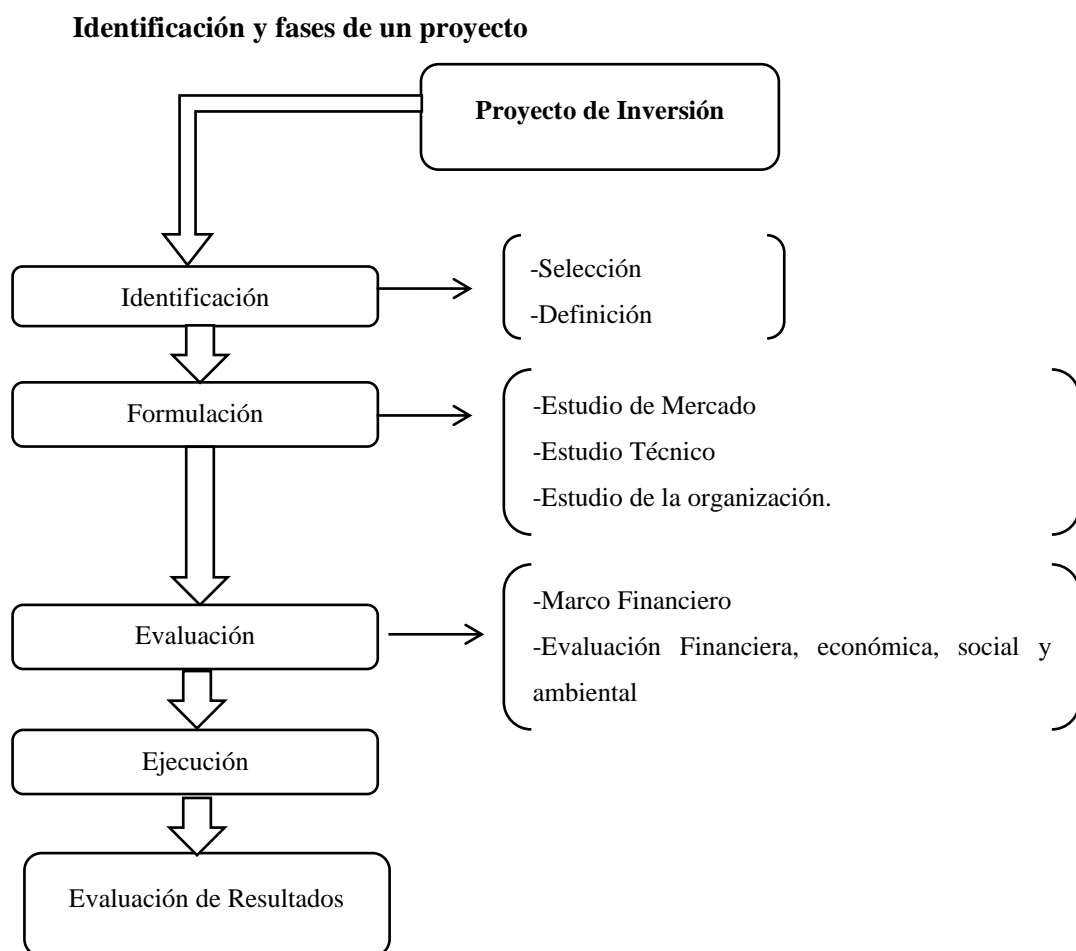 Identificación y fases de un proyecto
Proyecto de Inversión
Identificación
-Selección
-Definición
Formulación
-Estudio de Mercado
-Estudio Técnico
-Estudio de la organización.
Evaluación
-Marco Financiero
-Evaluación Financiera, económica, social y
ambiental
Ejecución
Evaluación de Resultados